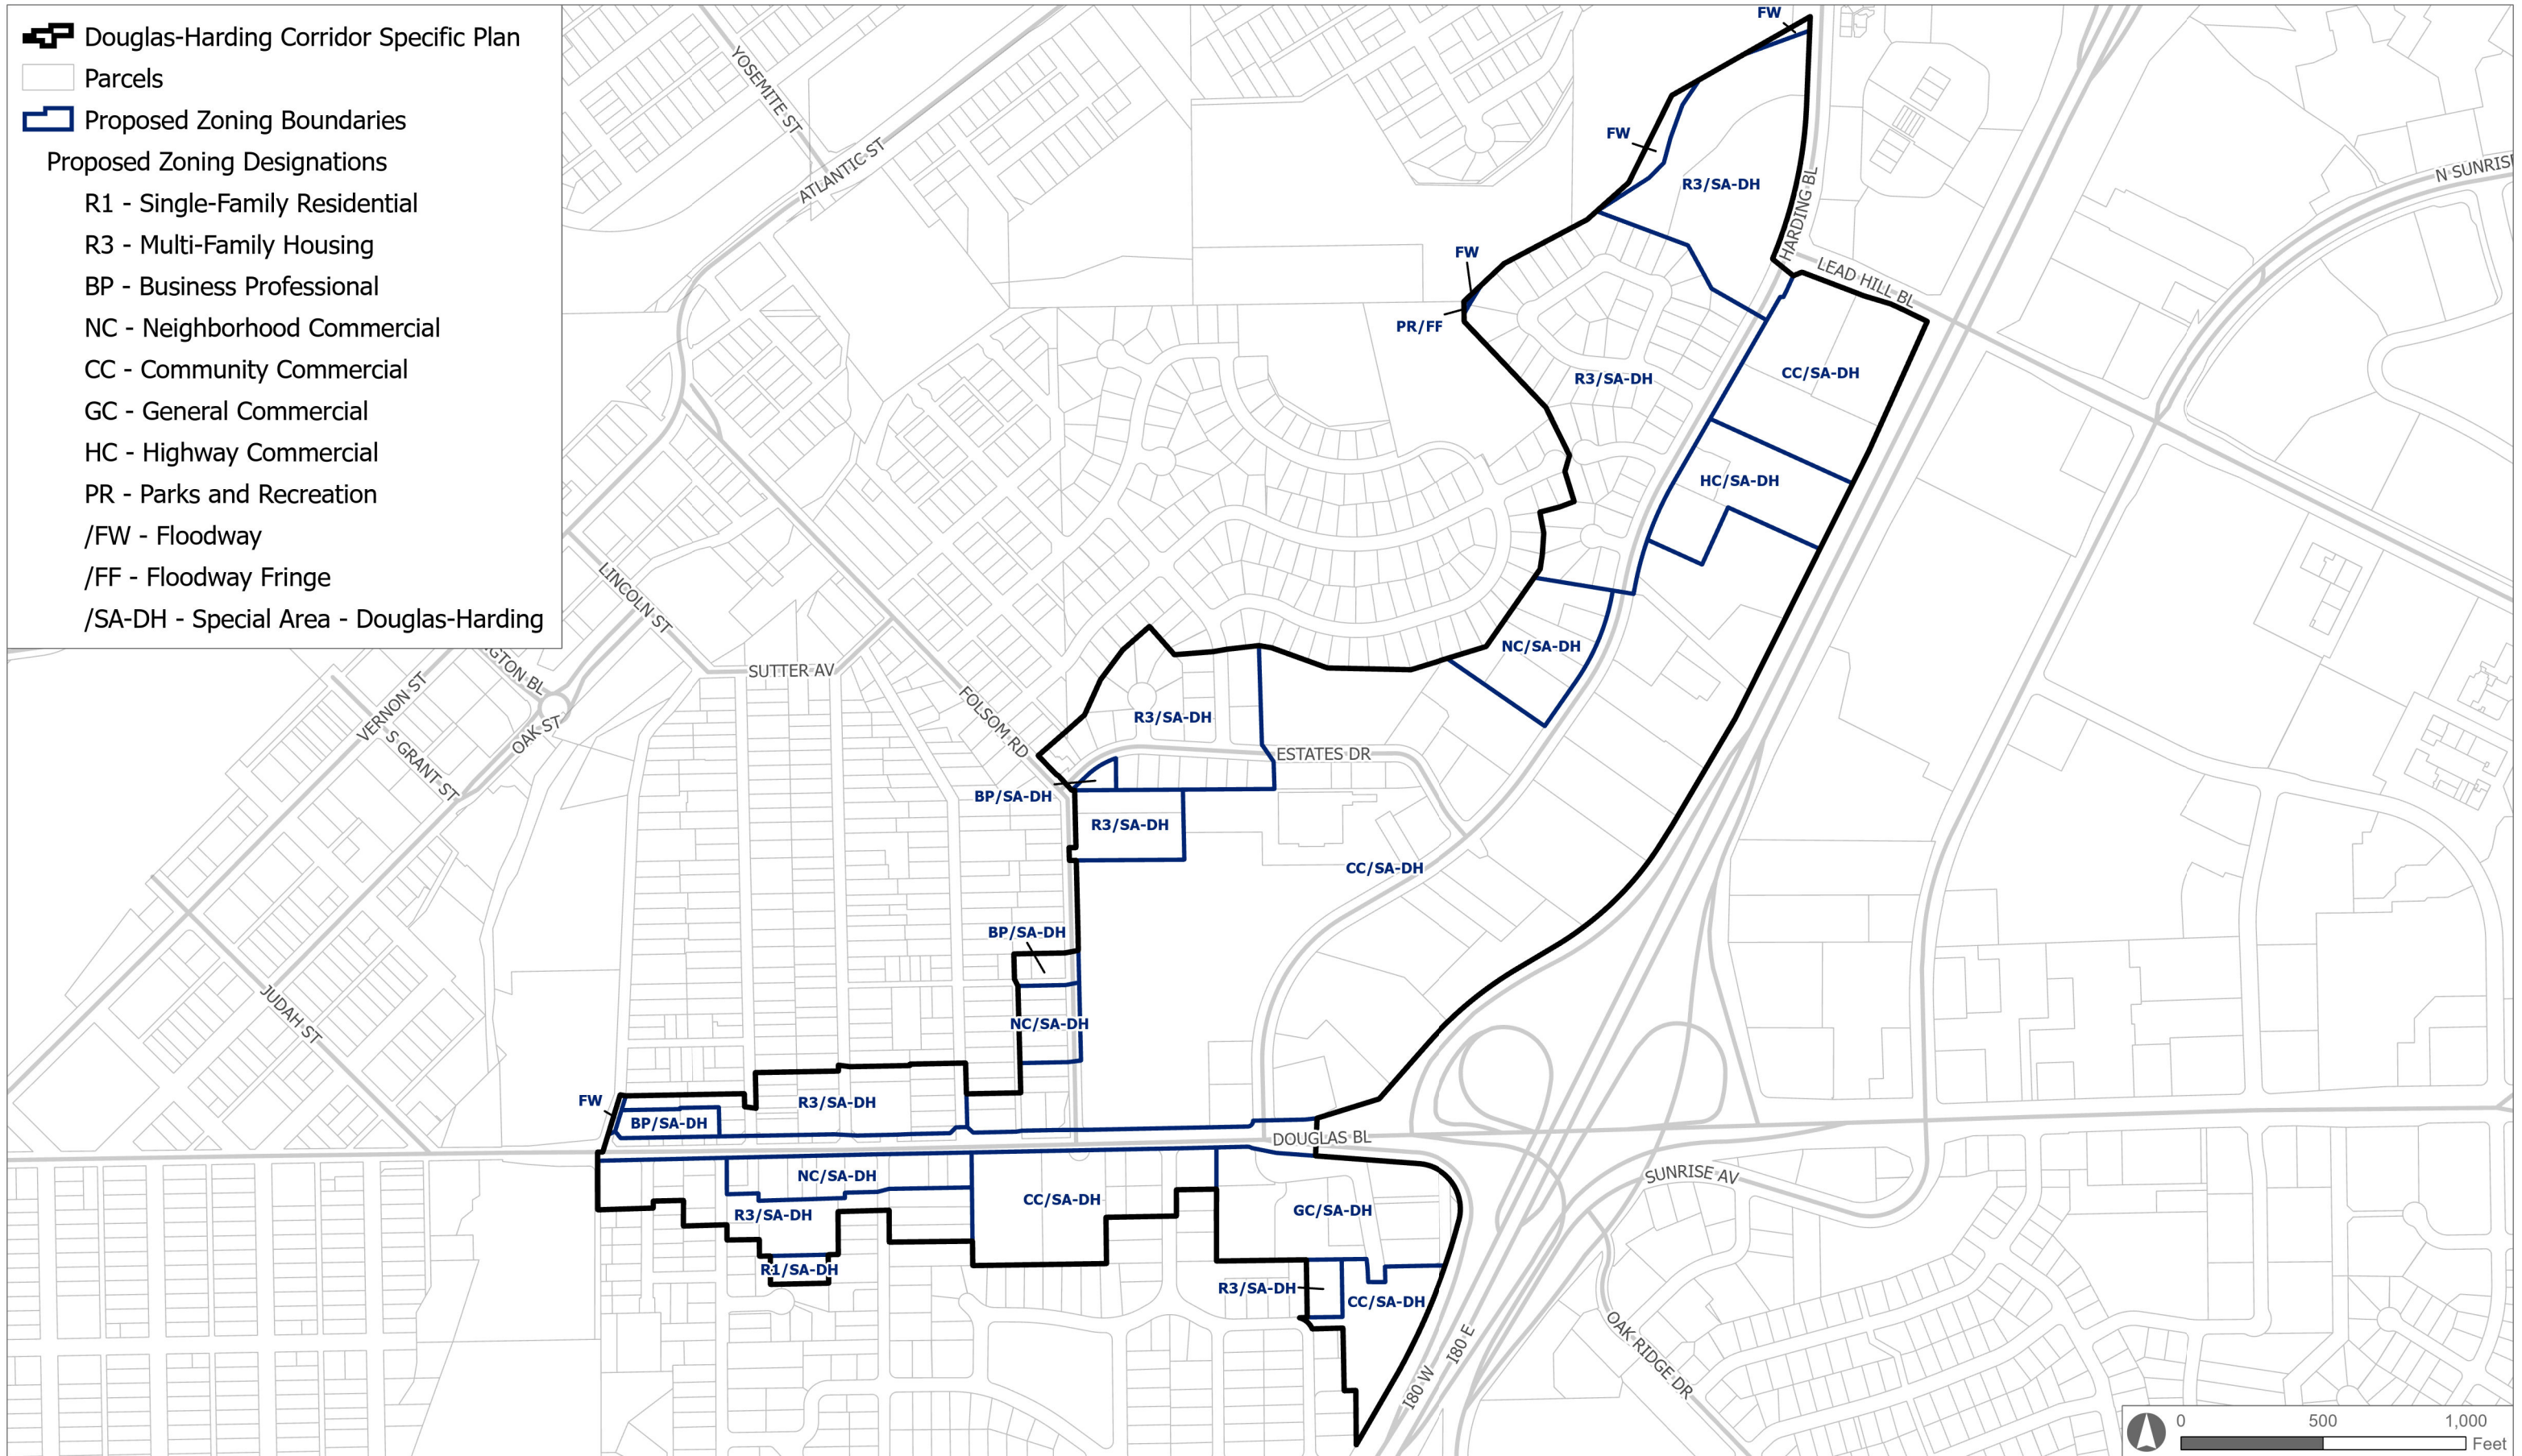 Douglas-Harding Corridor Specific Plan
Parcels
Proposed Zoning Boundaries
Proposed Zoning Designations
R1 - Single-Family Residential
R3 - Multi-Family Housing
BP - Business Professional
NC - Neighborhood Commercial
CC - Community Commercial
GC - General Commercial
HC - Highway Commercial
PR - Parks and Recreation
/FW - Floodway
/FF - Floodway Fringe
/SA-DH - Special Area - Douglas-Harding
YOSEMITE ST
ATLANTIC ST
FW
FW
R3/SA-DH
HARDING BL
N SUNRIS
FW
LEAD HILL BL
PR/FF
R3/SA-DH
CC/SA-DH
HC/SA-DH
LINCOLN ST
NC/SA-DH
GTON BL
SUTTER AV
VERNON ST
S GRANT ST
OAK ST
FOLSOM RD
R3/SA-DH
ESTATES DR
BP/SA-DH
R3/SA-DH
CC/SA-DH
BP/SA-DH
JUDAH ST
NC/SA-DH
FW
R3/SA-DH
BP/SA-DH
DOUGLAS BL
NC/SA-DH
SUNRISE AV
CC/SA-DH
R3/SA-DH
GC/SA-DH
R1/SA-DH
R3/SA-DH
CC/SA-DH
I80 E
I80 W
OAK RIDGE DR
0 500 1,000
Feet